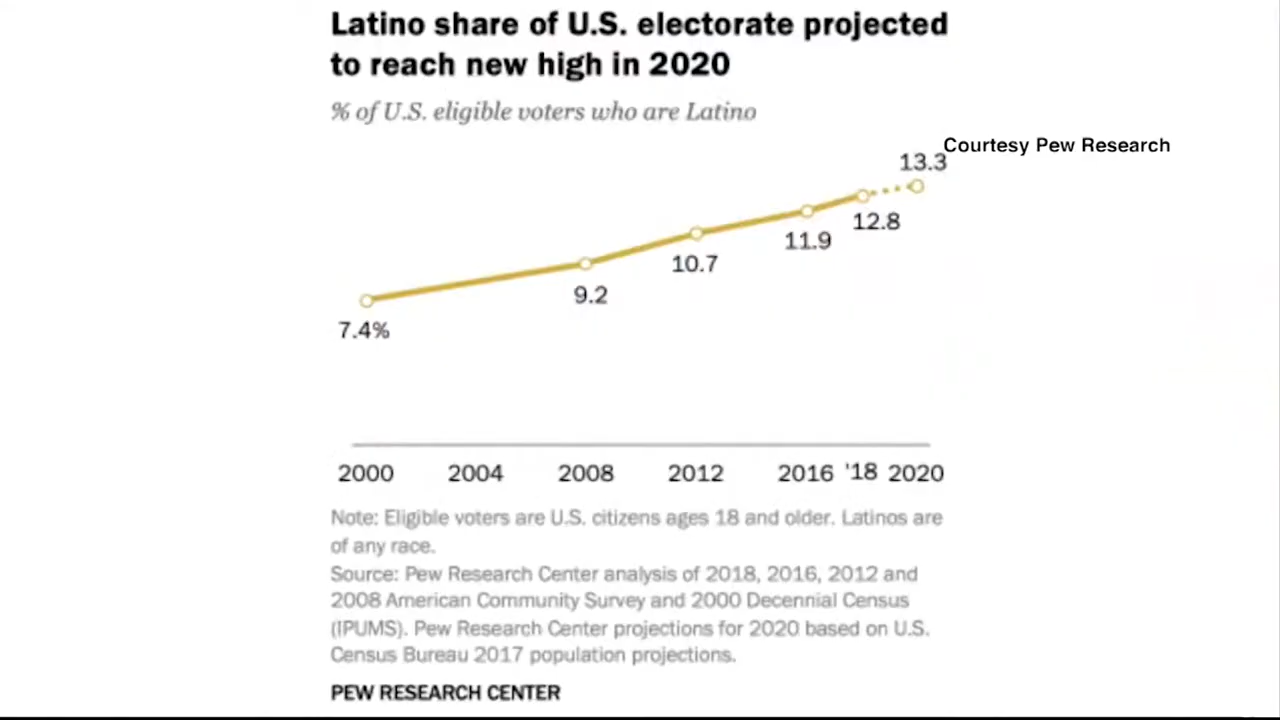 Latino share of U.S. electorate projected
to reach new high in 2020
% of U.S. eligible voters who are Latino
Courtesy Pew Research
13.3
12.8
11.9
10.7
9.2
7.4%
2000 2004 2008 2012 2016 '18 2020
Note: Eligible voters are U.S. citizens ages 18 and older. Latinos are
of any race.
Source: Pew Research Center analysis of 2018, 2016, 2012 and
2008 American Community Survey and 2000 Decennial Census
(IPUMS). Pew Research Center projections for 2020 based on U.S.
Census Bureau 2017 population projections.
PEW RESEARCH CENTER